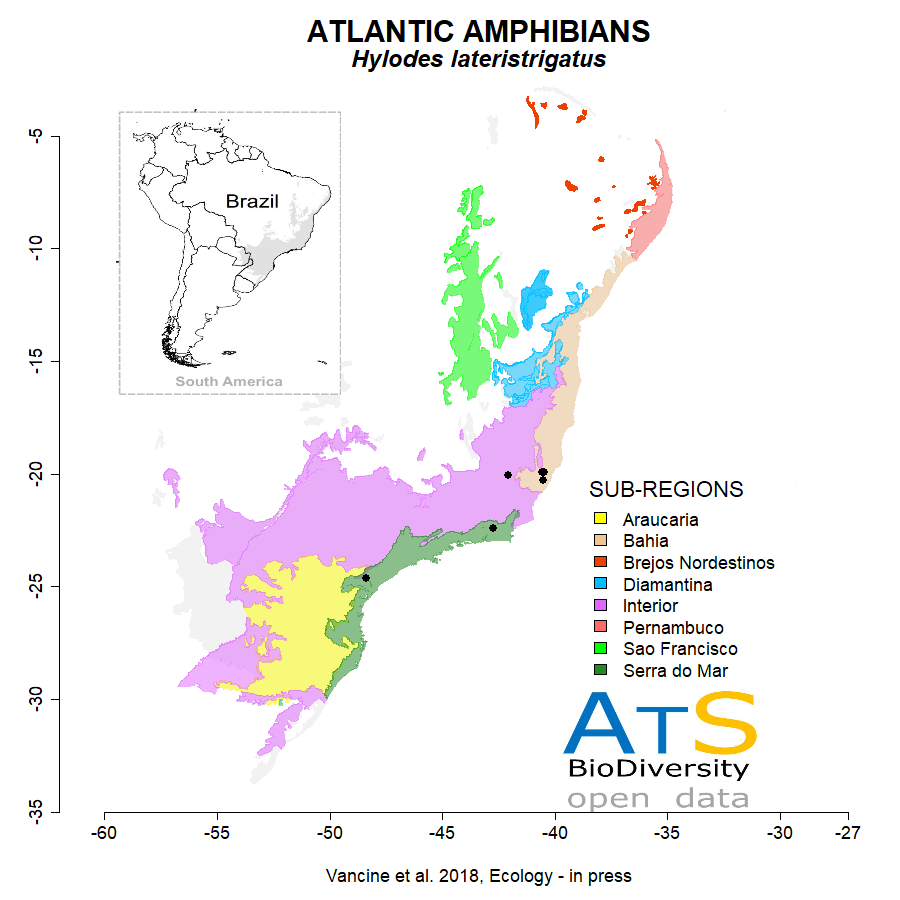 ATLANTIC AMPHIBIANS
Hylodes lateristrigatus
-5
-10
-15
-20
-25
-30
-35
Brazil
South America
SUB-REGIONS
Araucaria
Bahia
Brejos Nordestinos
Diamantina
Interior
Pernambuco
Sao Francisco
Serra do Mar
ATS
BioDiversity
open data
-60
-55
-50
-45
-40
-35
-30
-27
Vancine et al. 2018, Ecology - in press